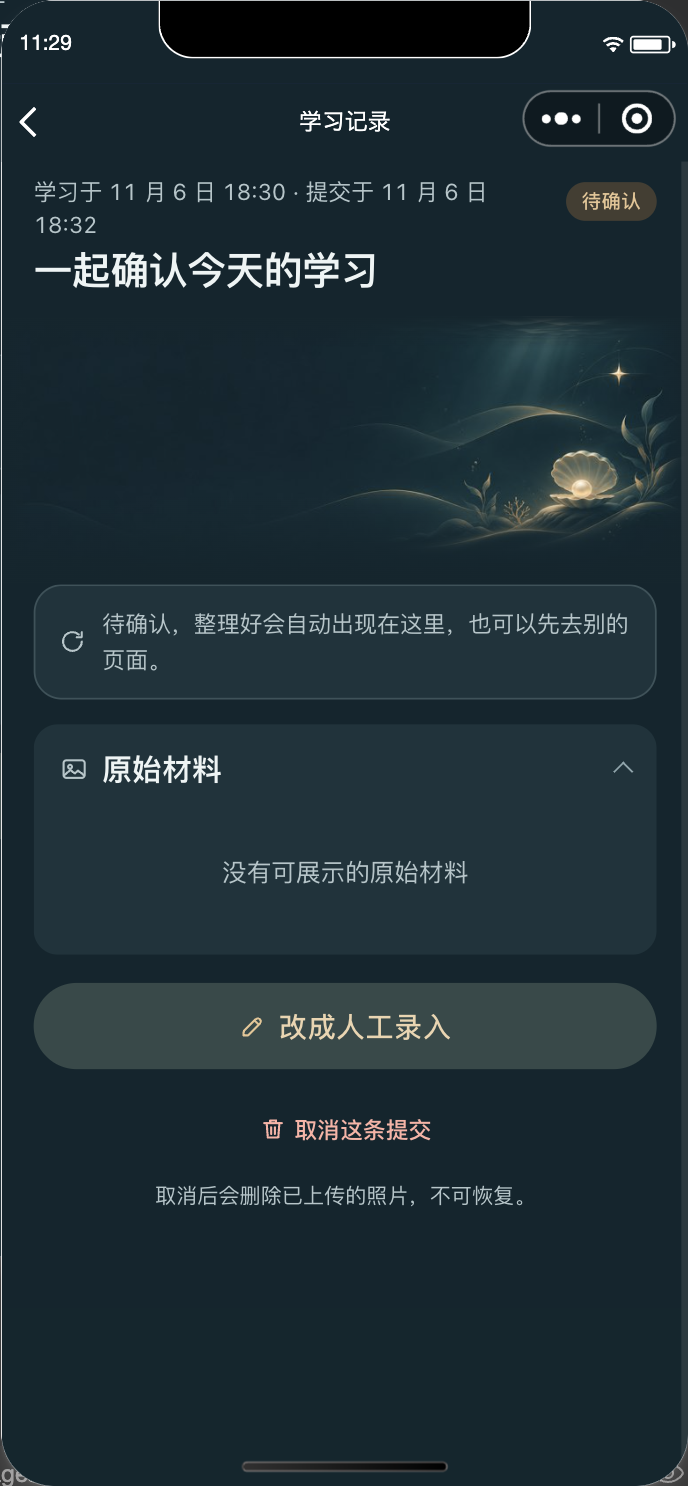 11:29
学习记录
学习于 11 月 6 日 18:30 · 提交于 11 月 6 日
18:32
待确认
一起确认今天的学习
待确认，整理好会自动出现在这里，也可以先去别的
页面。
原始材料
没有可展示的原始材料
改成人工录入
取消这条提交
取消后会删除已上传的照片，不可恢复。